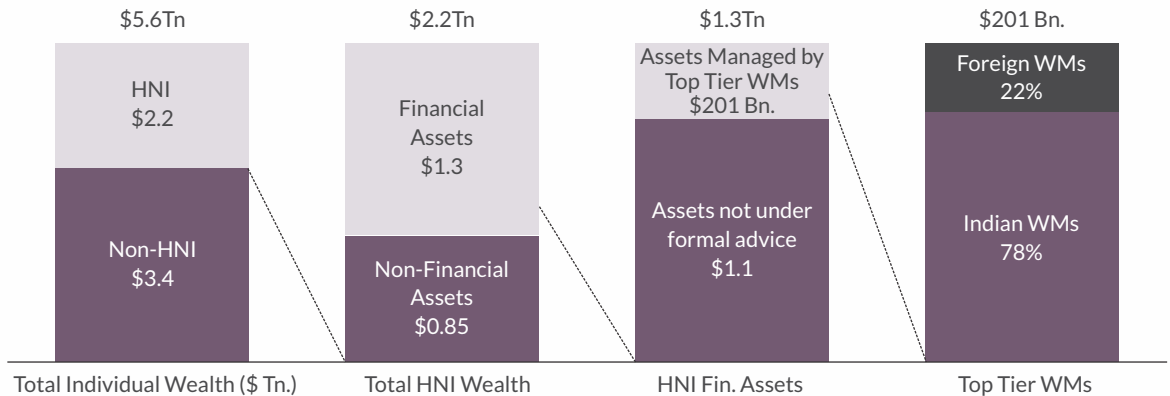 $5.6Tn
HNI
$2.2
Non-HNI
$3.4
Total Individual Wealth ($ Tn.)
$2.2Tn
Financial
Assets
$1.3
Non-Financial
Assets
$0.85
Total HNI Wealth
$1.3Tn
Assets Managed by
Top Tier WMs
$201 Bn.
Assets not under
formal advice
$1.1
HNI Fin. Assets
$201 Bn.
Foreign WMs
22%
Indian WMs
78%
Top Tier WMs